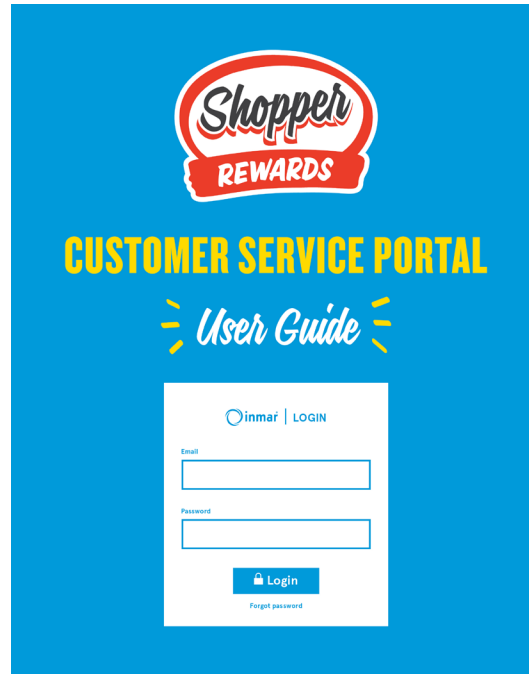 Shopper
REWARDS
CUSTOMER SERVICE PORTAL
User Guide
inmar | LOGIN
Email
Password
Login
Forgot password